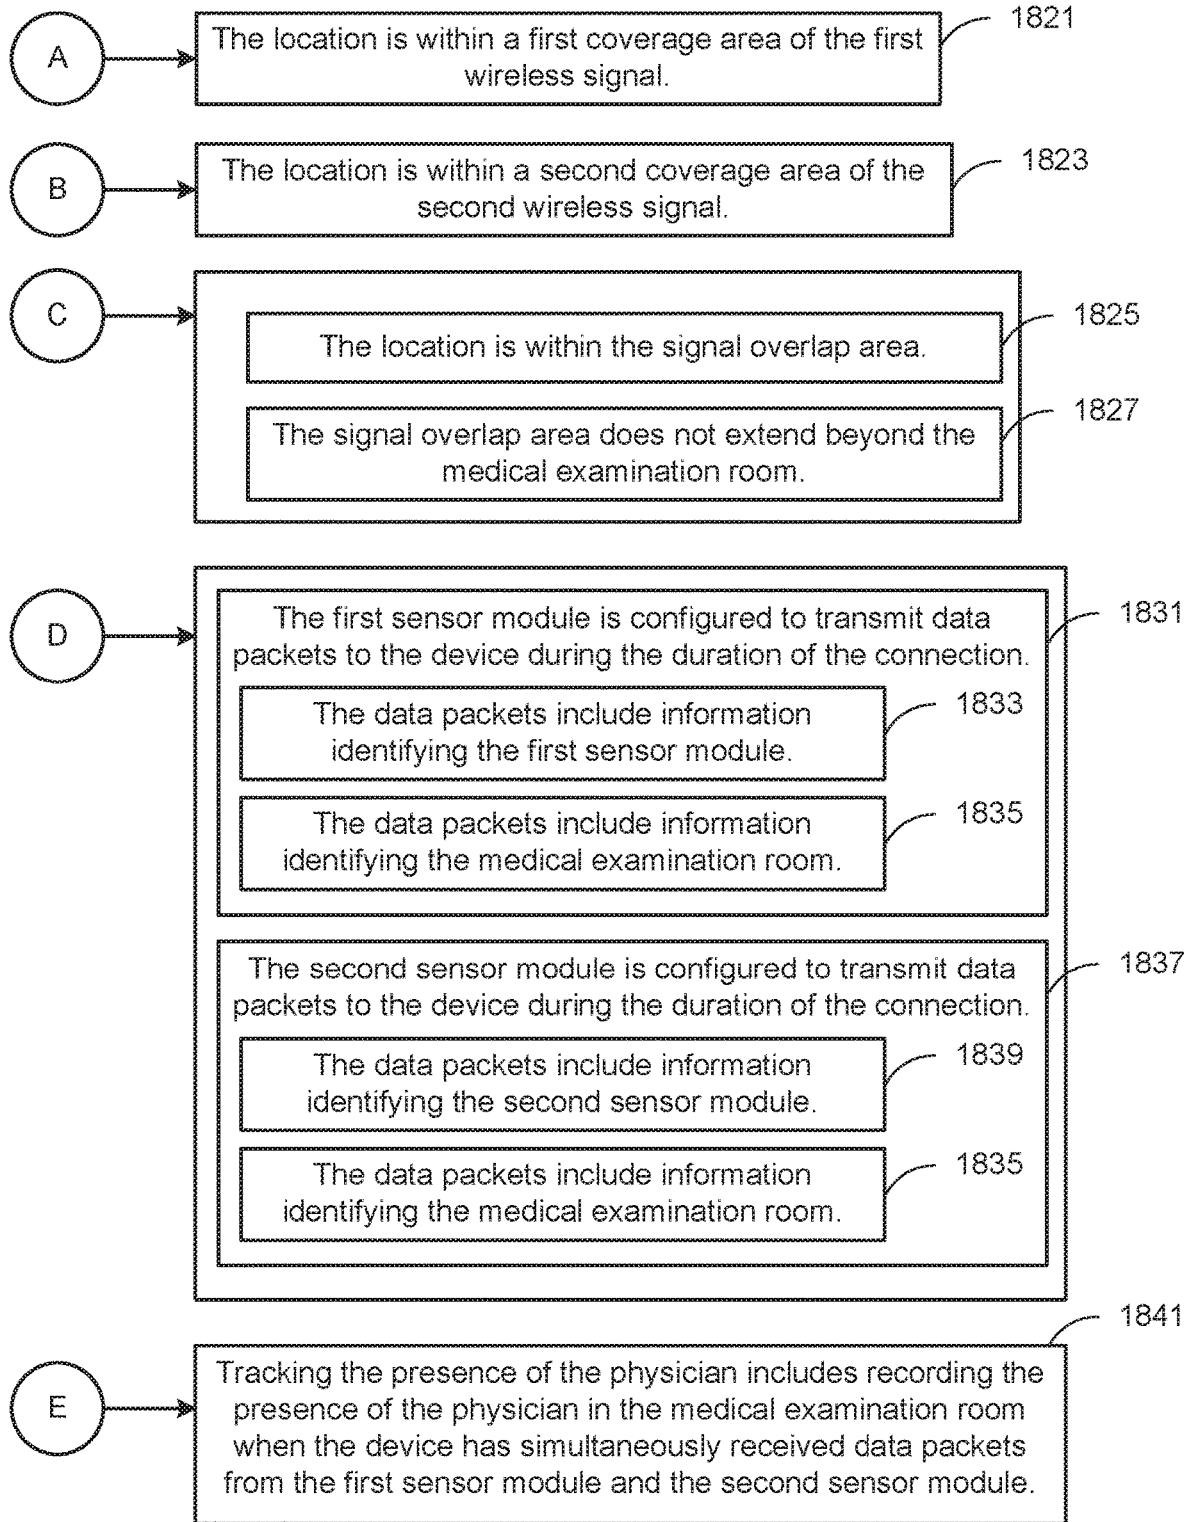 1821
A
The location is within a first coverage area of the first
wireless signal.
1823
B
The location is within a second coverage area of the
second wireless signal.
C
1825
The location is within the signal overlap area.
1827
The signal overlap area does not extend beyond the
medical examination room.
D
1831
The first sensor module is configured to transmit data
packets to the device during the duration of the connection.
1833
The data packets include information
identifying the first sensor module.
1835
The data packets include information
identifying the medical examination room.
1837
The second sensor module is configured to transmit data
packets to the device during the duration of the connection.
1839
The data packets include information
identifying the second sensor module.
1835
The data packets include information
identifying the medical examination room.
1841
E
Tracking the presence of the physician includes recording the
presence of the physician in the medical examination room
when the device has simultaneously received data packets
from the first sensor module and the second sensor module.